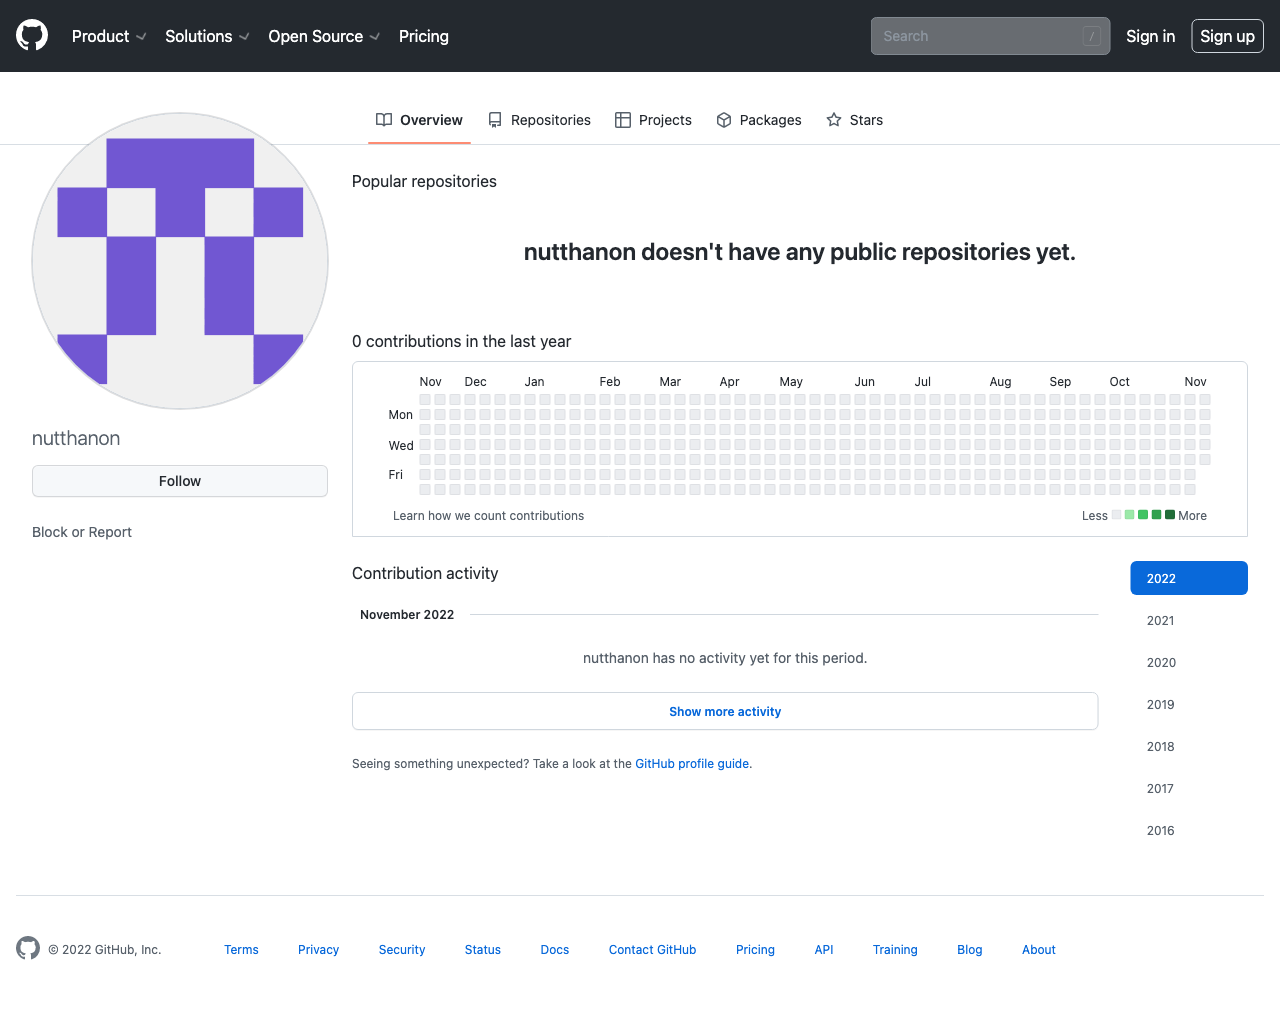 Product Solutions Open Source Pricing Search / Sign in Sign up
Overview Repositories Projects Packages Stars
nutthanon
Follow
Block or Report
Popular repositories
nutthanon doesn't have any public repositories yet.
0 contributions in the last year
Nov Dec Jan Feb Mar Apr May Jun Jul Aug Sep Oct Nov
Mon
Wed
Fri
Learn how we count contributions
Less More
Contribution activity
November 2022
nutthanon has no activity yet for this period.
Show more activity
Seeing something unexpected? Take a look at the GitHub profile guide.
2022
2021
2020
2019
2018
2017
2016
© 2022 GitHub, Inc. Terms Privacy Security Status Docs Contact GitHub Pricing API Training Blog About